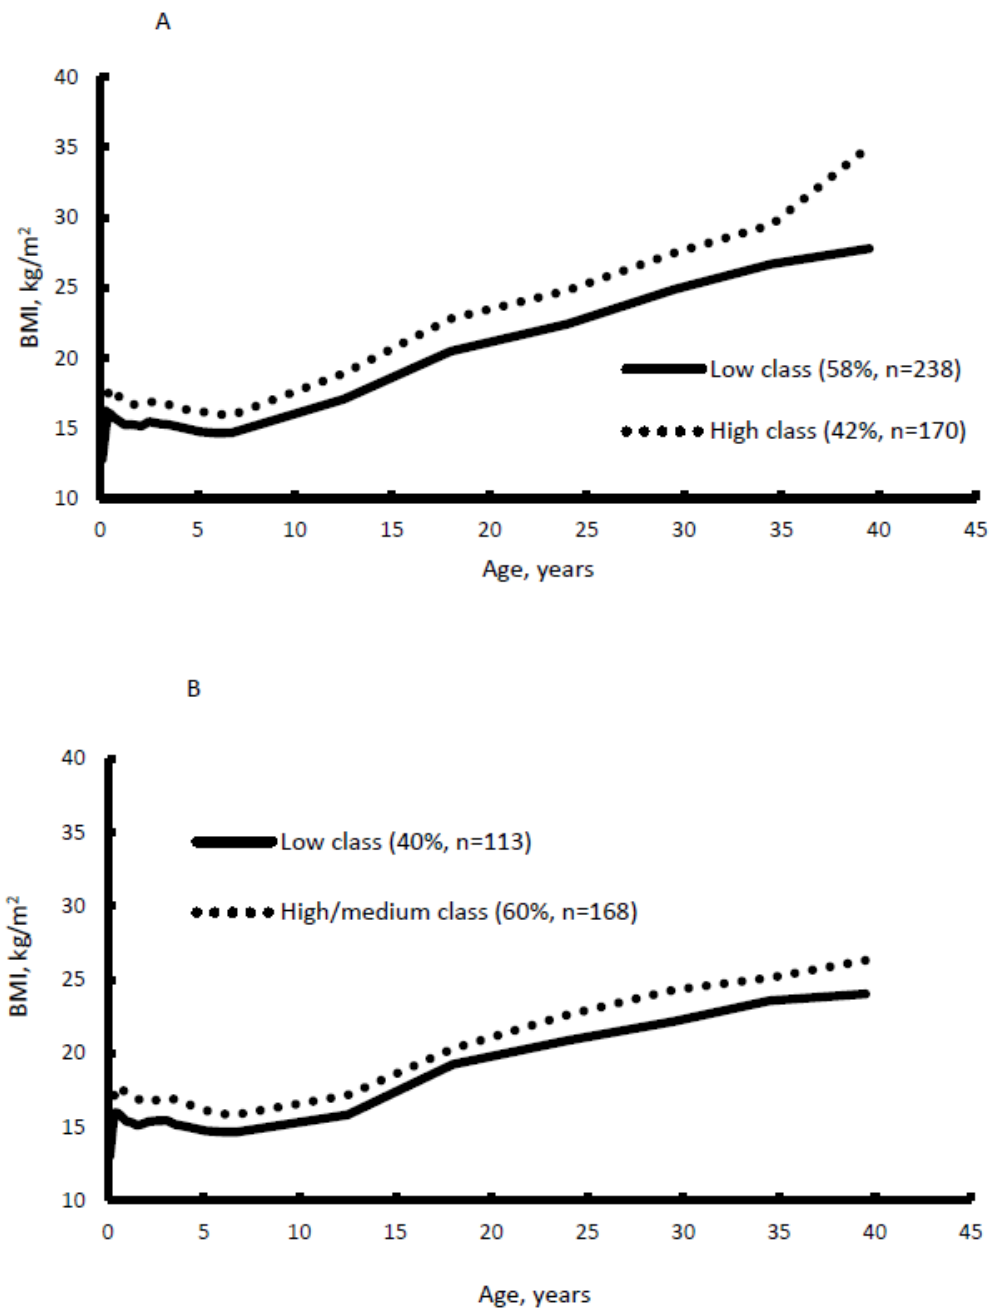 A
40
35
30
25
20
15
10
BMI, kg/m²
Low class (58%, n=238)
High class (42%, n=170)
0 5 10 15 20 25 30 35 40 45
Age, years
B
40
35
30
25
20
15
10
BMI, kg/m²
Low class (40%, n=113)
High/medium class (60%, n=168)
0 5 10 15 20 25 30 35 40 45
Age, years